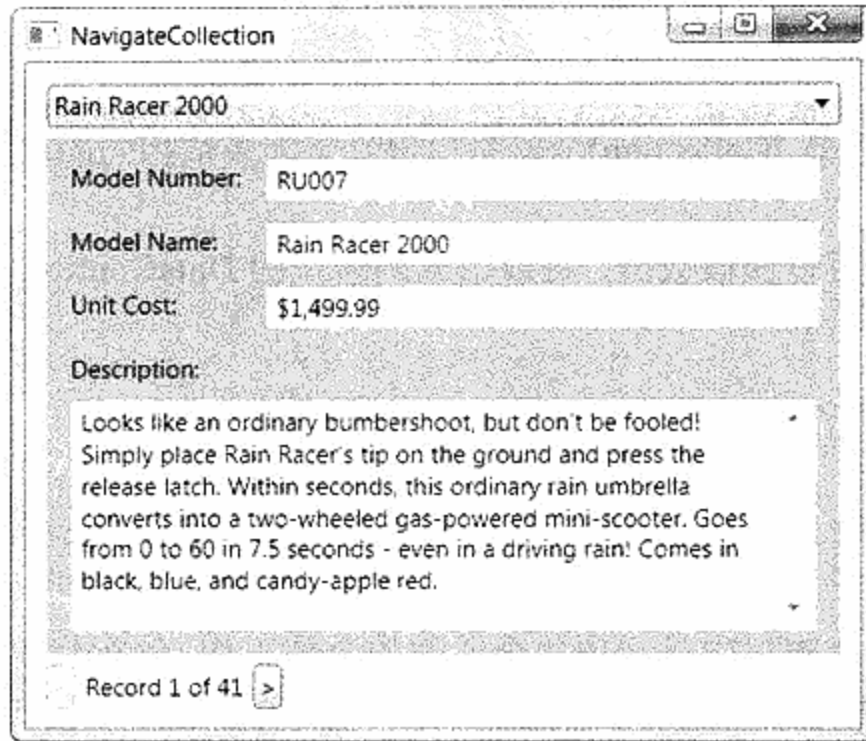 NavigateCollection
Rain Racer 2000
Model Number: RU007
Model Name: Rain Racer 2000
Unit Cost: $1,499.99
Description:
Looks like an ordinary bumbershoot, but don't be fooled!
Simply place Rain Racer's tip on the ground and press the
release latch. Within seconds, this ordinary rain umbrella
converts into a two-wheeled gas-powered mini-scooter. Goes
from 0 to 60 in 7.5 seconds - even in a driving rain! Comes in
black, blue, and candy-apple red.
Record 1 of 41 >